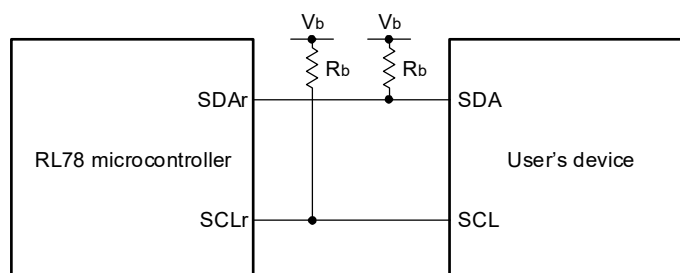 Vb Vb
Rb Rb
SDAr SDA
RL78 microcontroller User’s device
SCLr SCL